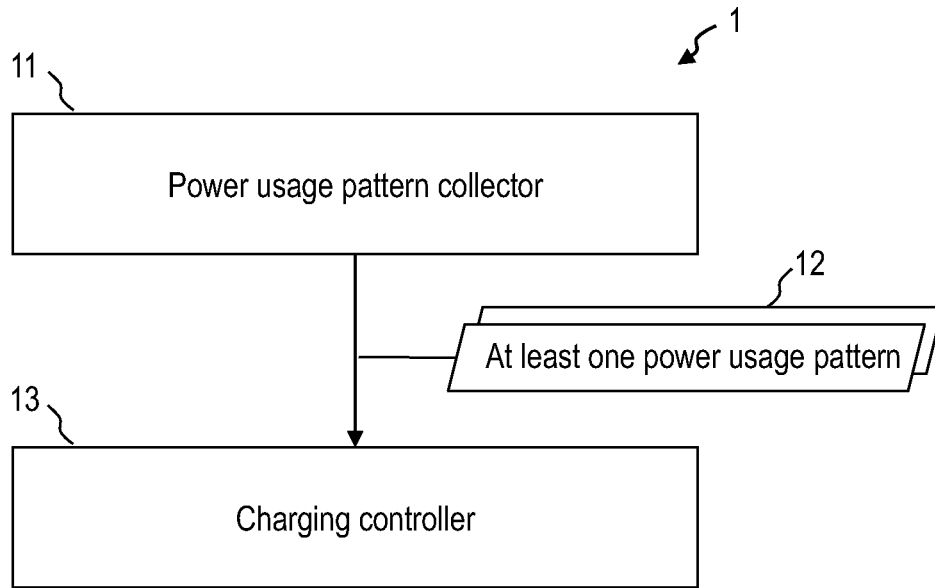 1
11
Power usage pattern collector
12
At least one power usage pattern
13
Charging controller